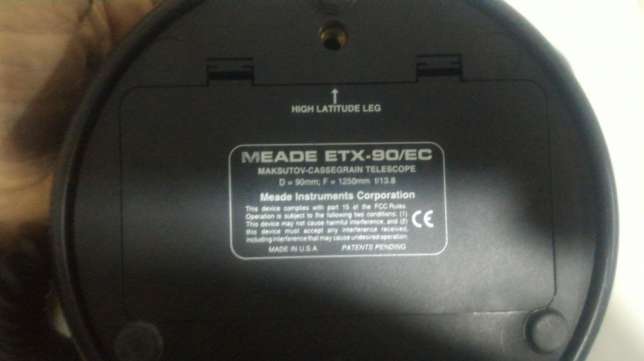 ↑
HIGH LATITUDE LEG
MEADE ETX-90/EC
MAKSUTOV-CASSEGRAIN TELESCOPE
D = 90mm; F = 1250mm f/13.8
Meade Instruments Corporation
This device complies with part 15 of the FCC Rules.
Operation is subject to the following two conditions: (1)
This device may not cause harmful interference, and (2)
this device must accept any interference received,
including interference that may cause undesired operation.
CE
MADE IN U.S.A. PATENTS PENDING